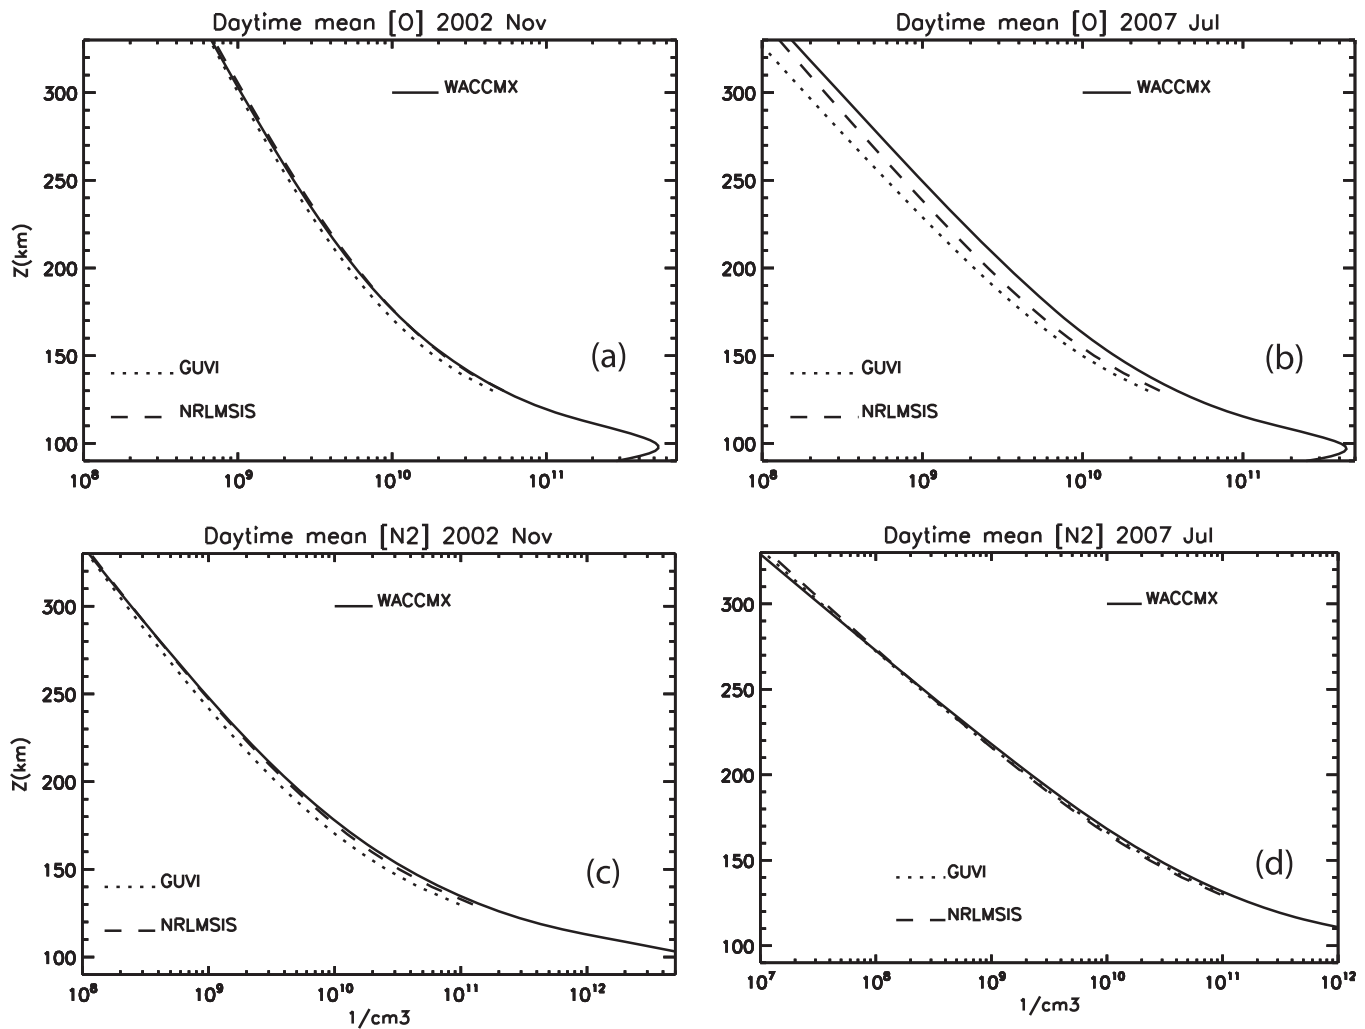 Daytime mean [O] 2002 Nov
WACCMX
300
250
200
150
100
Z(km)
GUVI
NRLMSIS
(a)
10^8 10^9 10^10 10^11
Daytime mean [O] 2007 Jul
WACCMX
300
250
200
150
100
GUVI
NRLMSIS
(b)
10^8 10^9 10^10 10^11
Daytime mean [N2] 2002 Nov
WACCMX
300
250
200
150
100
Z(km)
GUVI
NRLMSIS
(c)
10^8 10^9 10^10 10^11 10^12
1/cm3
Daytime mean [N2] 2007 Jul
WACCMX
300
250
200
150
100
GUVI
NRLMSIS
(d)
10^7 10^8 10^9 10^10 10^11 10^12
1/cm3